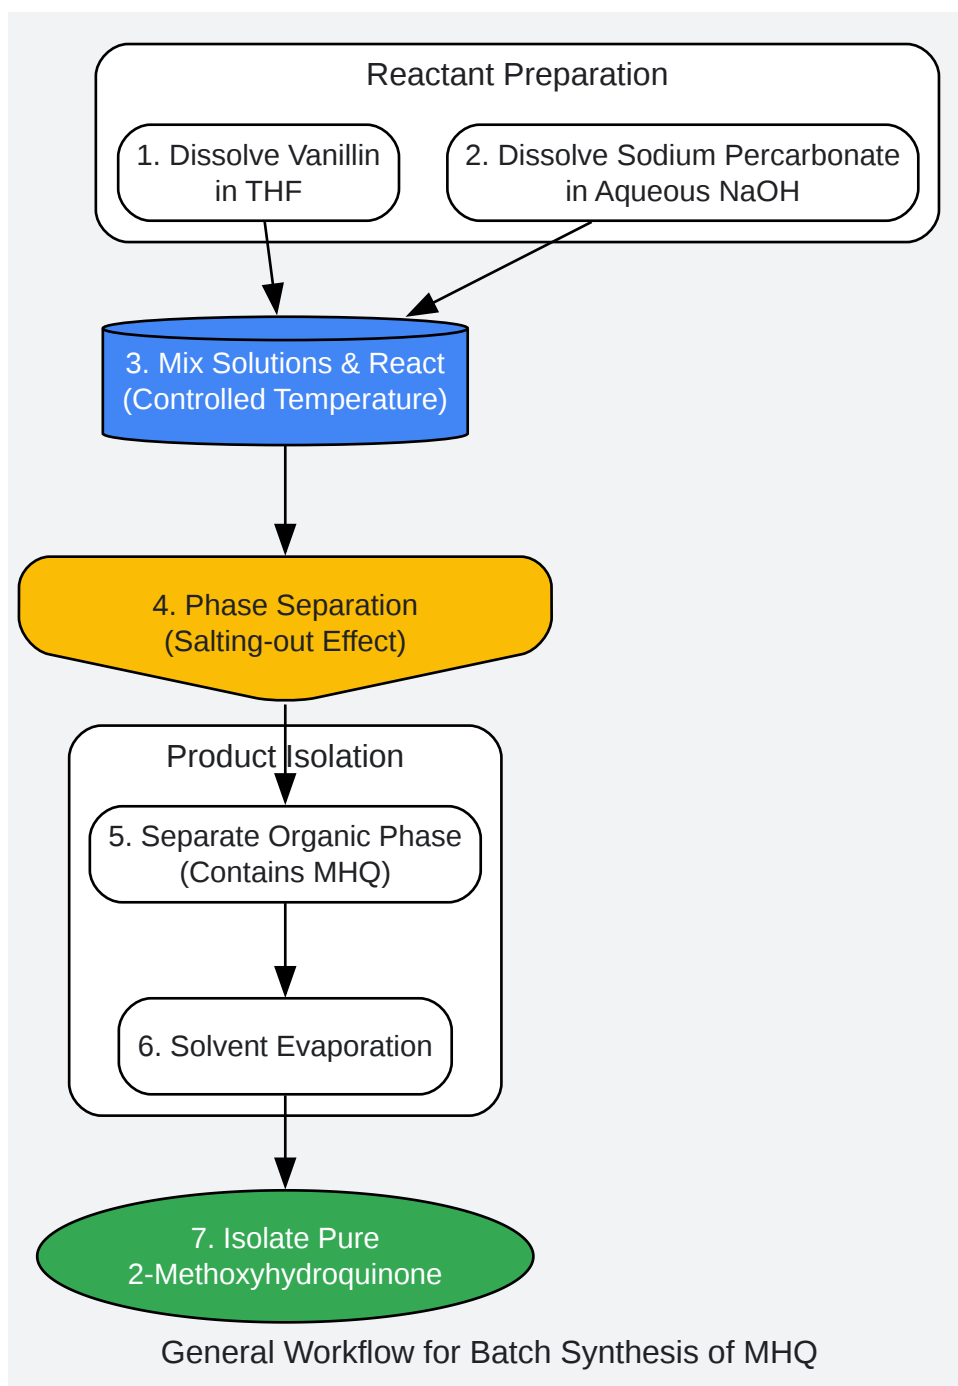 Reactant Preparation
1. Dissolve Vanillin
in THF
2. Dissolve Sodium Percarbonate
in Aqueous NaOH
3. Mix Solutions & React
(Controlled Temperature)
4. Phase Separation
(Salting-out Effect)
Product Isolation
5. Separate Organic Phase
(Contains MHQ)
6. Solvent Evaporation
7. Isolate Pure
2-Methoxyhydroquinone
General Workflow for Batch Synthesis of MHQ